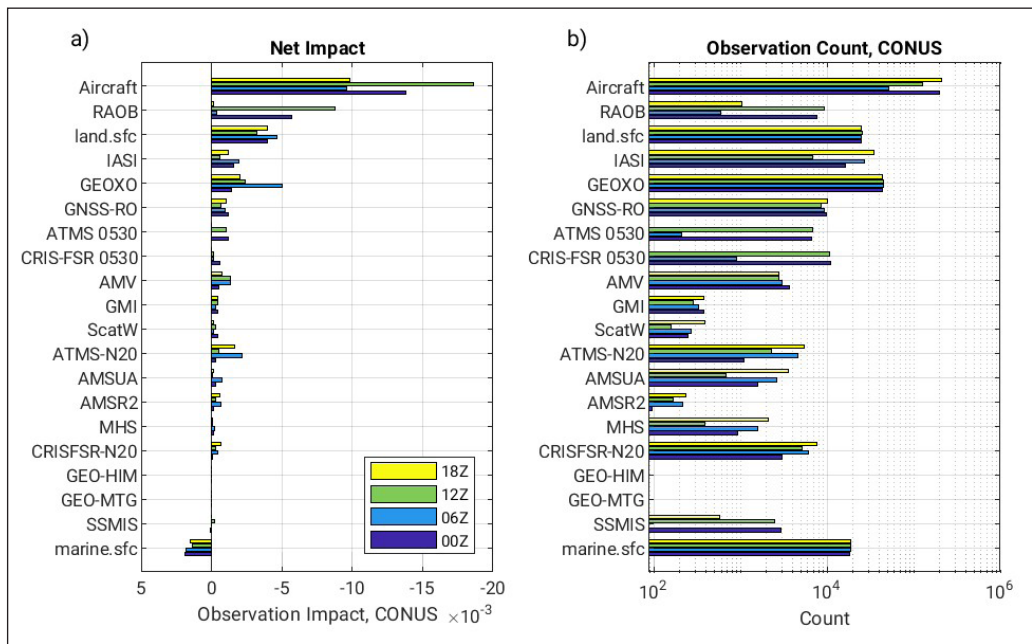 a)
Net Impact
Aircraft
RAOB
land.sfc
IASI
GEOXO
GNSS-RO
ATMS 0530
CRIS-FSR 0530
AMV
GMI
ScatW
ATMS-N20
AMSUA
AMSR2
MHS
CRISFSR-N20
GEO-HIM
GEO-MTG
SSMIS
marine.sfc
18Z
12Z
06Z
00Z
5 0 -5 -10 -15 -20
Observation Impact, CONUS ×10-3
b)
Observation Count, CONUS
Aircraft
RAOB
land.sfc
IASI
GEOXO
GNSS-RO
ATMS 0530
CRIS-FSR 0530
AMV
GMI
ScatW
ATMS-N20
AMSUA
AMSR2
MHS
CRISFSR-N20
GEO-HIM
GEO-MTG
SSMIS
marine.sfc
10² 10⁴ 10⁶
Count